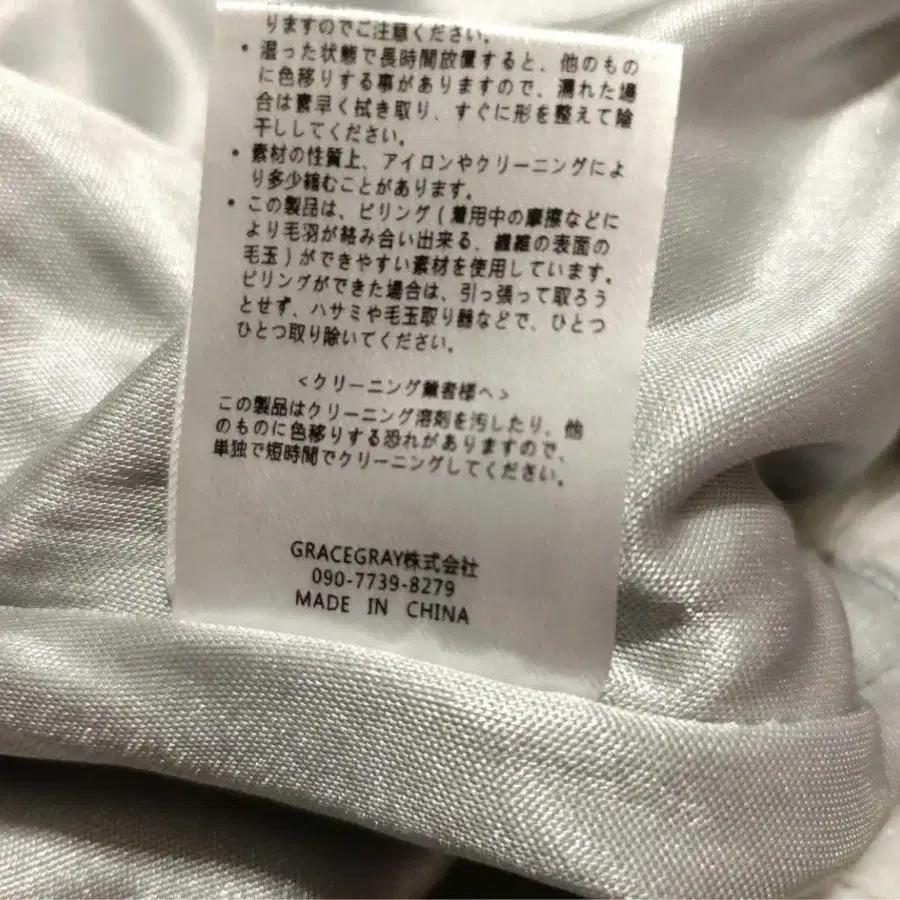 りますのでご注意ください。
• 湿った状態で長時間放置すると、他のもの
に色移りする事がありますので、濡れた場
合は素早く拭き取り、すぐに形を整えて陰
干ししてください。
• 素材の性質上、アイロンやクリーニングによ
り多少縮むことがあります。
• この製品は、ピリング(着用中の摩擦などに
より毛羽が絡み合い出来る、繊維の表面の
毛玉)ができやすい素材を使用しています。
ピリングができた場合は、引っ張って取ろう
とせず、ハサミや毛玉取り器などで、ひとつ
ひとつ取り除いてください。
<クリーニング業者様へ>
この製品はクリーニング溶剤を汚したり、他
のものに色移りする恐れがありますので、
単独で短時間でクリーニングしてください。
GRACEGRAY株式会社
090-7739-8279
MADE IN CHINA